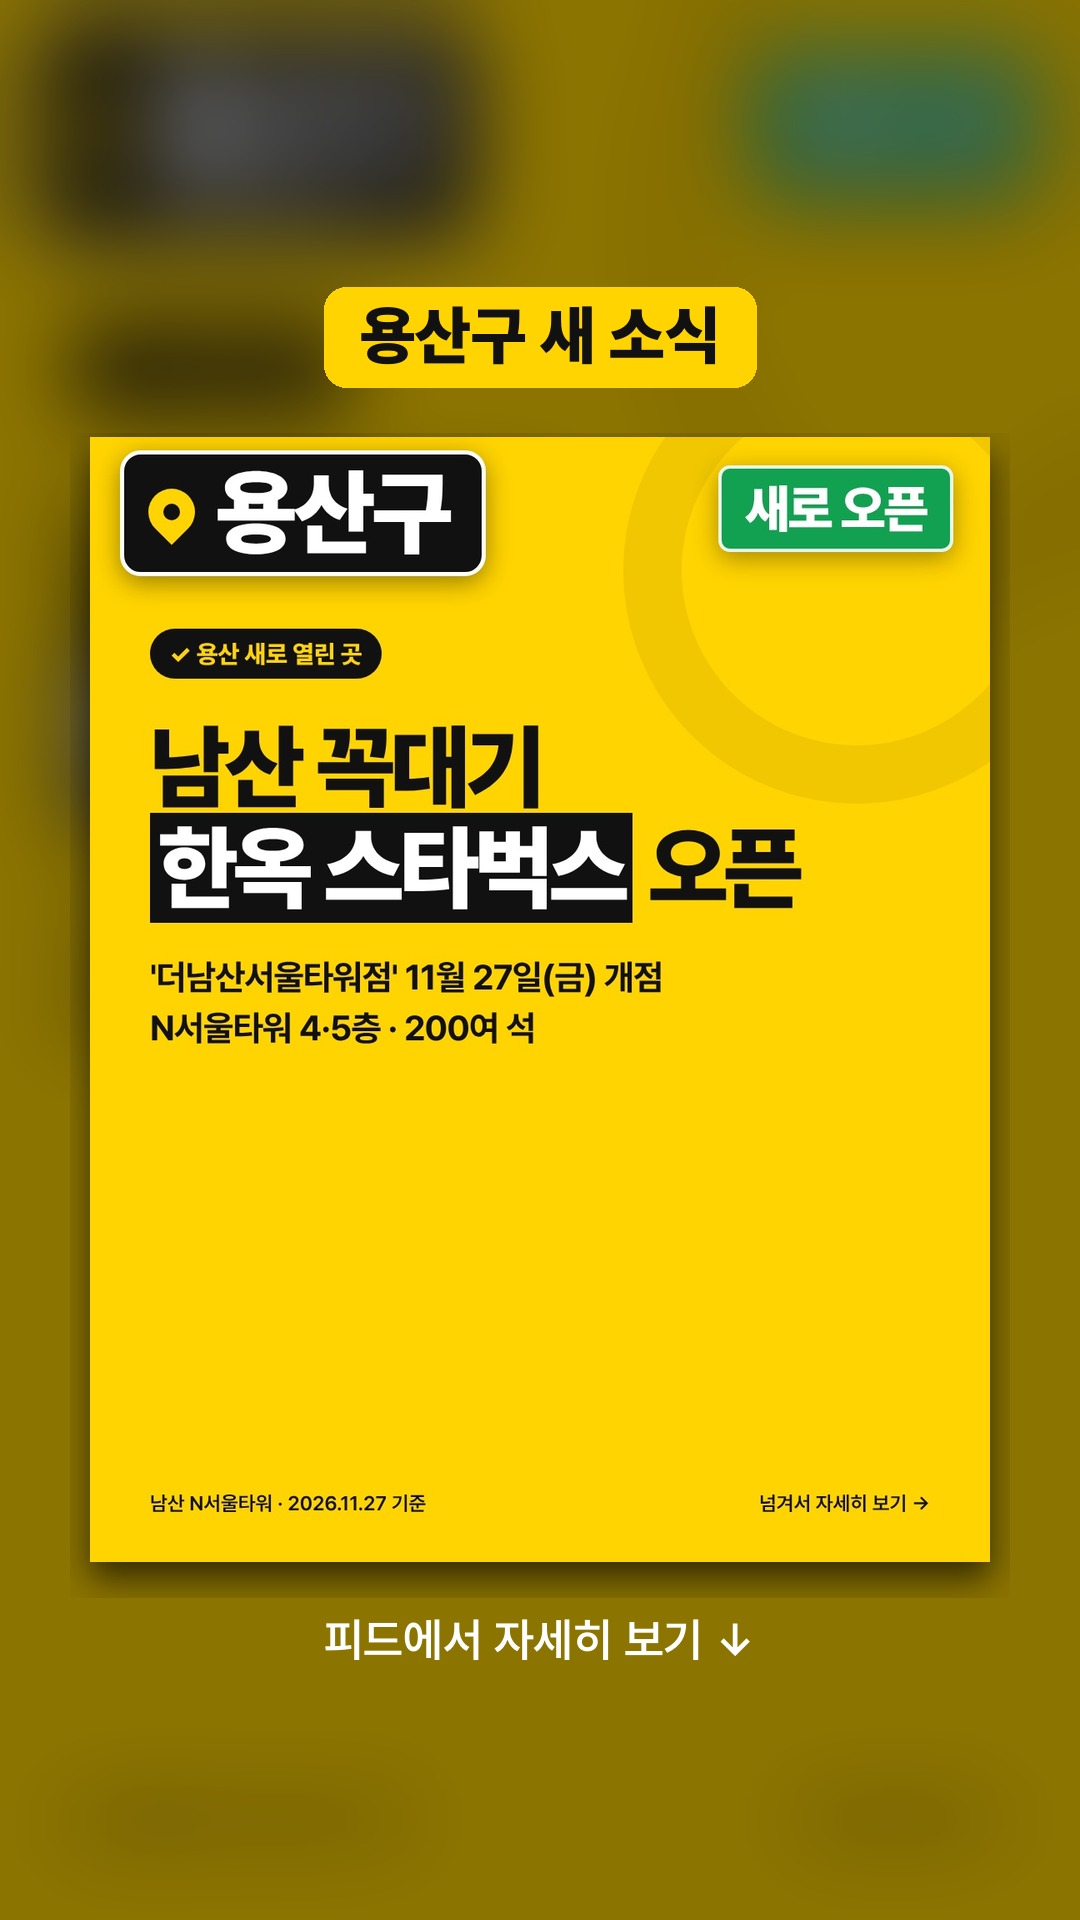 용산구 새 소식
용산구
새로 오픈
✓ 용산 새로 열린 곳
남산 꼭대기
한옥 스타벅스 오픈
'더남산서울타워점' 11월 27일(금) 개점
N서울타워 4·5층 · 200여 석
남산 N서울타워 · 2026.11.27 기준
넘겨서 자세히 보기 →
피드에서 자세히 보기 ↓